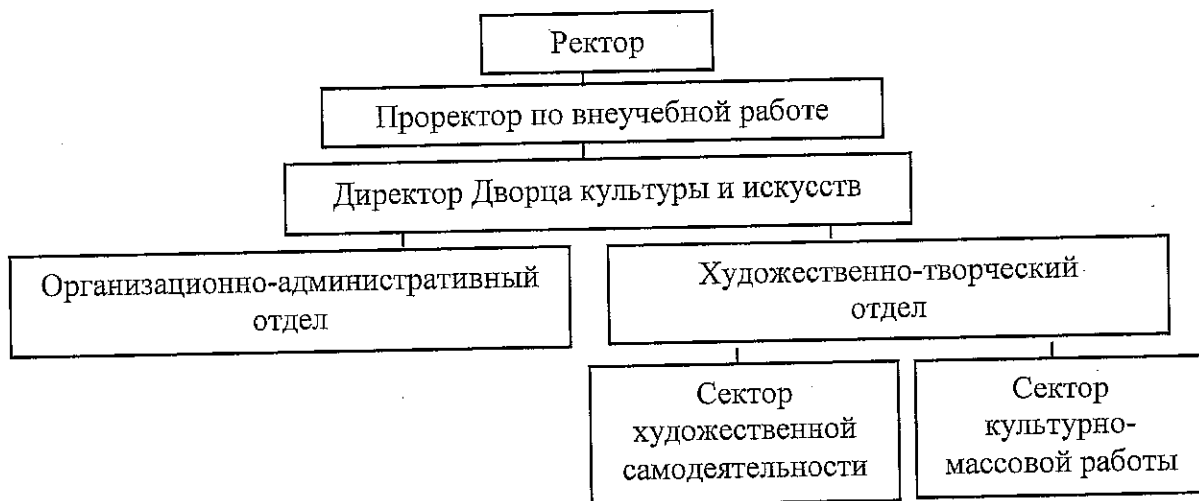 Ректор
Проректор по внеучебной работе
Директор Дворца культуры и искусств
Организационно-административный
отдел
Художественно-творческий
отдел
Сектор
художественной
самодеятельности
Сектор
культурно-
массовой работы